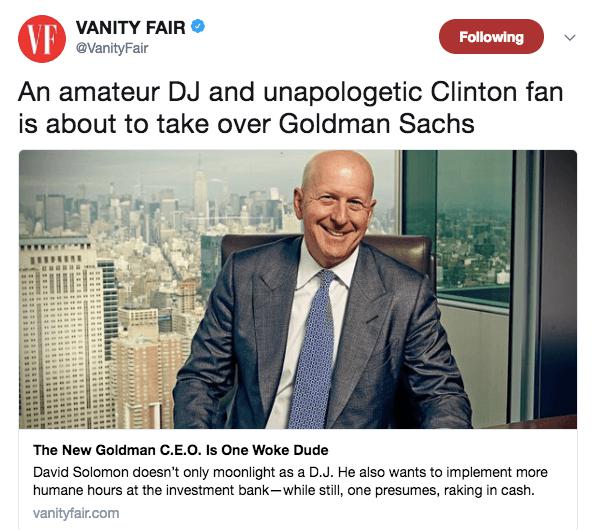 VF
VANITY FAIR
@VanityFair
Following
An amateur DJ and unapologetic Clinton fan
is about to take over Goldman Sachs
The New Goldman C.E.O. Is One Woke Dude
David Solomon doesn’t only moonlight as a D.J. He also wants to implement more
humane hours at the investment bank—while still, one presumes, raking in cash.
vanityfair.com